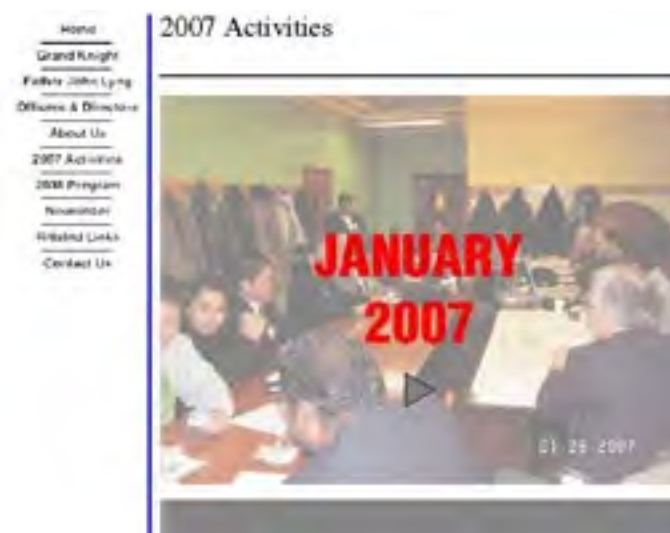 Home
Grand Knight
Father John Lyng
Officers & Directors
About Us
2007 Activities
2008 Program
Newsletter
Related Links
Contact Us
2007 Activities
JANUARY
2007
01 26 2007